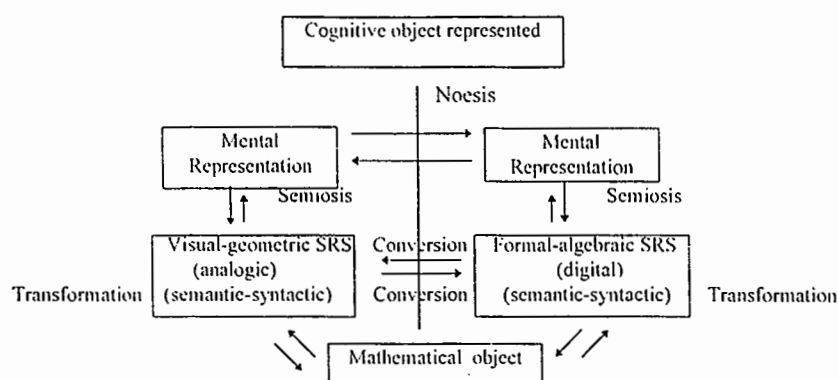 Cognitive object represented
Noesis
Mental
Representation
Mental
Representation
Semiosis
Semiosis
Visual-geometric SRS
(analogic)
(semantic-syntactic)
Conversion
Conversion
Formal-algebraic SRS
(digital)
(semantic-syntactic)
Transformation
Transformation
Mathematical object